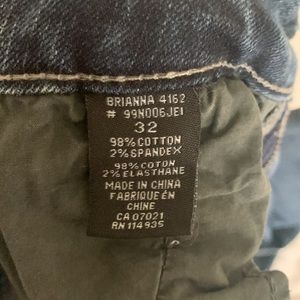 BRIANNA 4162
# 99N006JE1
32
98% COTTON
2% SPANDEX
98% COTON
2% ELASTHANE
MADE IN CHINA
FABRIQUE EN
CHINE
CA 07021
RN 114935